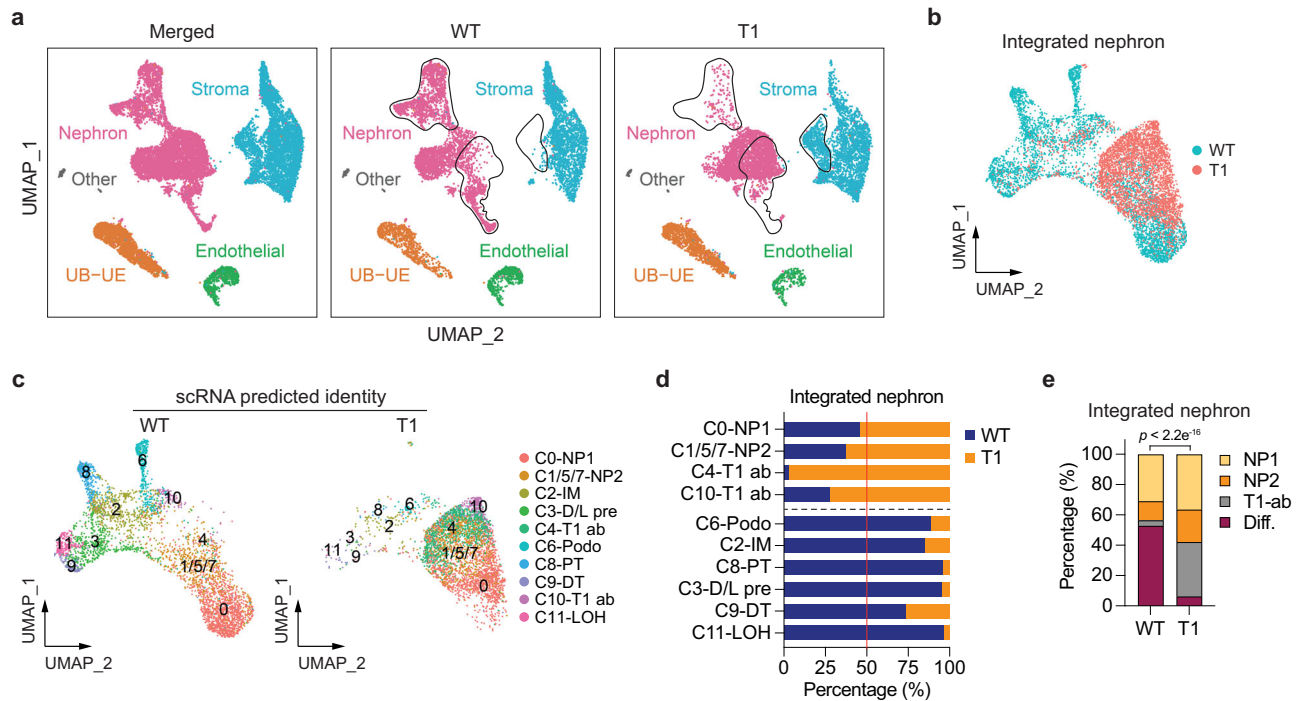 a
Merged
WT
T1
Stroma
Nephron
Other
Endothelial
UB−UE
Stroma
Nephron
Other
Endothelial
UB−UE
Stroma
Nephron
Other
Endothelial
UB−UE
UMAP_1
UMAP_2
b
Integrated nephron
WT
T1
UMAP_1
UMAP_2
c
scRNA predicted identity
WT
T1
8
6
10
2
11
3
9
4
1/5/7
0
8
6
10
3
2
4
11
9
1/5/7
0
C0-NP1
C1/5/7-NP2
C2-IM
C3-D/L pre
C4-T1 ab
C6-Podo
C8-PT
C9-DT
C10-T1 ab
C11-LOH
UMAP_1
UMAP_2
UMAP_1
UMAP_2
d
Integrated nephron
C0-NP1
C1/5/7-NP2
C4-T1 ab
C10-T1 ab
C6-Podo
C2-IM
C8-PT
C3-D/L pre
C9-DT
C11-LOH
WT
T1
0 25 50 75 100
Percentage (%)
e
Integrated nephron
p < 2.2e-16
100
80
60
40
20
0
Percentage (%)
WT T1
NP1
NP2
T1-ab
Diff.